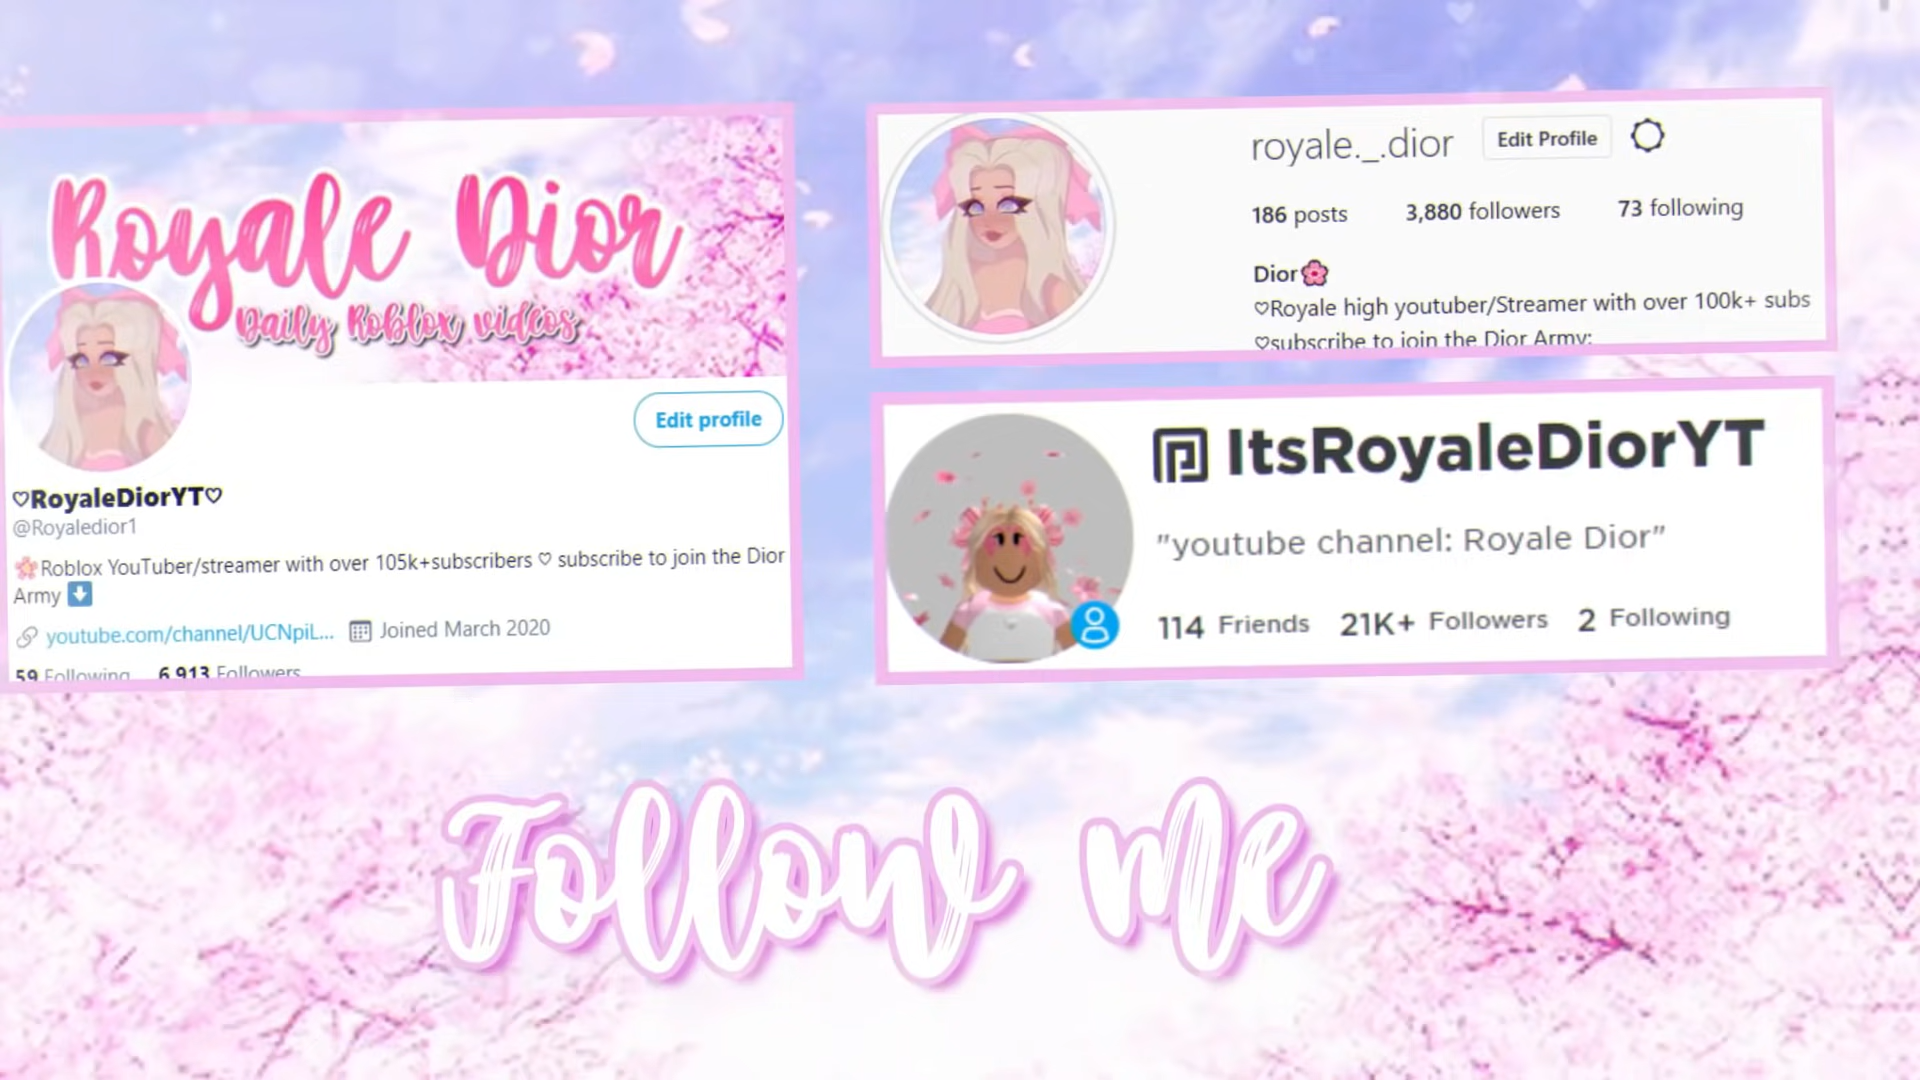 Royale Dior
Daily Roblox videos
Edit profile
♡RoyaleDiorYT♡
@Royaledior1
🌸Roblox YouTuber/streamer with over 105k+subscribers ♡ subscribe to join the Dior
Army ⬇️
youtube.com/channel/UCNpiL... Joined March 2020
59 Following 6,913 Followers
royale._.dior Edit Profile
186 posts 3,880 followers 73 following
Dior🌸
♡Royale high youtuber/Streamer with over 100k+ subs
♡subscribe to join the Dior Army:
ItsRoyaleDiorYT
"youtube channel: Royale Dior"
114 Friends 21K+ Followers 2 Following
Follow me